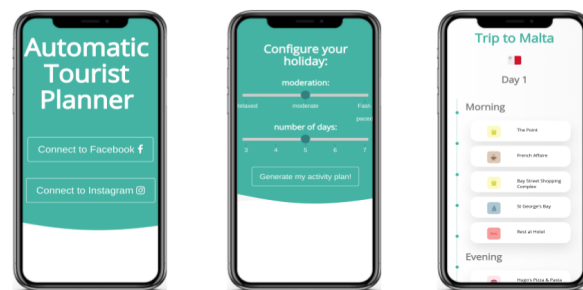 Automatic
Tourist
Planner
Connect to Facebook f
Connect to Instagram
Configure your
holiday:
moderation:
relaxed moderate Fast-
paced
number of days:
3 4 5 6 7
Generate my activity plan!
Trip to Malta
Day 1
Morning
The Point
French Affaire
Bay Street Shopping
Complex
St George's Bay
Rest at Hotel
Evening
Hugo's Pizza & Pasta